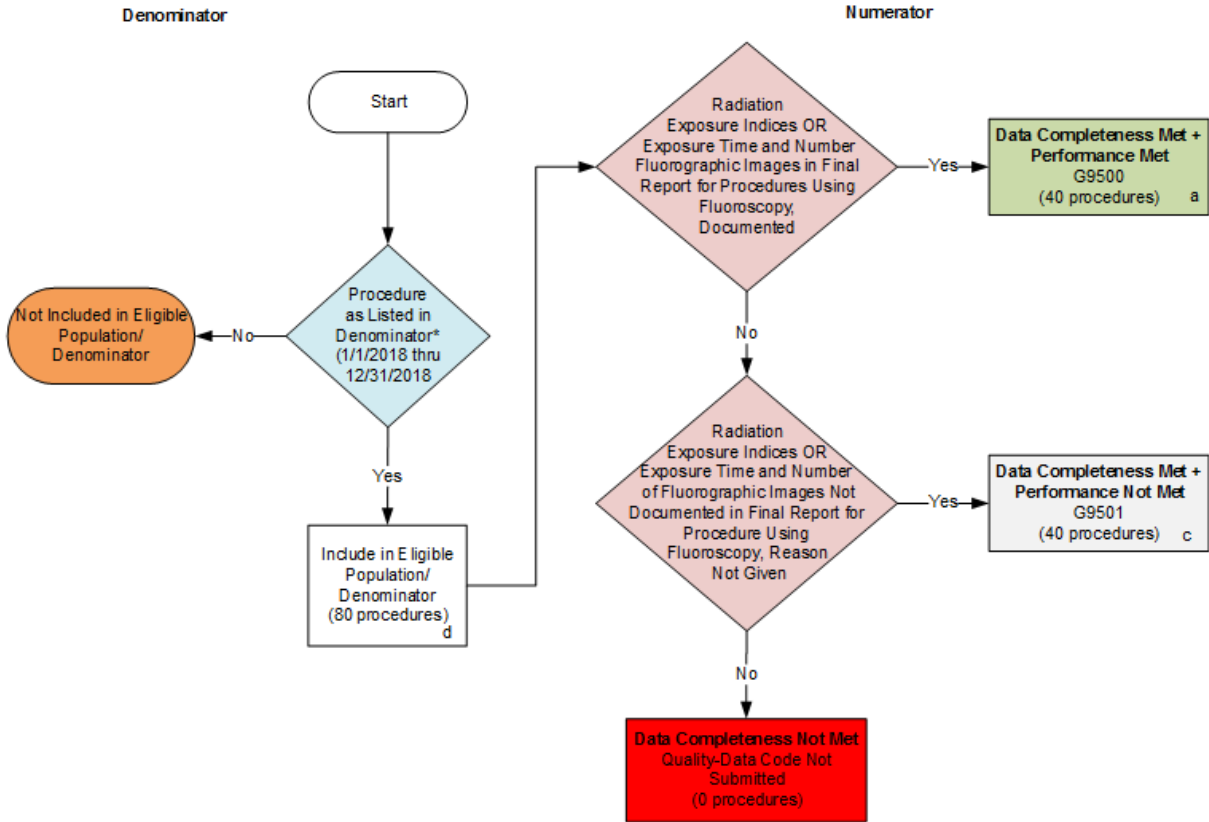 Denominator
Numerator
Start
Procedure
as Listed in
Denominator*
(1/1/2018 thru
12/31/2018
No
Not Included in Eligible
Population/
Denominator
Yes
Include in Eligible
Population/
Denominator
(80 procedures)
d
Radiation
Exposure Indices OR
Exposure Time and Number
Fluorographic Images in Final
Report for Procedures Using
Fluoroscopy,
Documented
Yes
Data Completeness Met +
Performance Met
G9500
(40 procedures)
a
No
Radiation
Exposure Indices OR
Exposure Time and Number
of Fluorographic Images Not
Documented in Final Report for
Procedure Using
Fluoroscopy, Reason
Not Given
Yes
Data Completeness Met +
Performance Not Met
G9501
(40 procedures)
c
No
Data Completeness Not Met
Quality-Data Code Not
Submitted
(0 procedures)